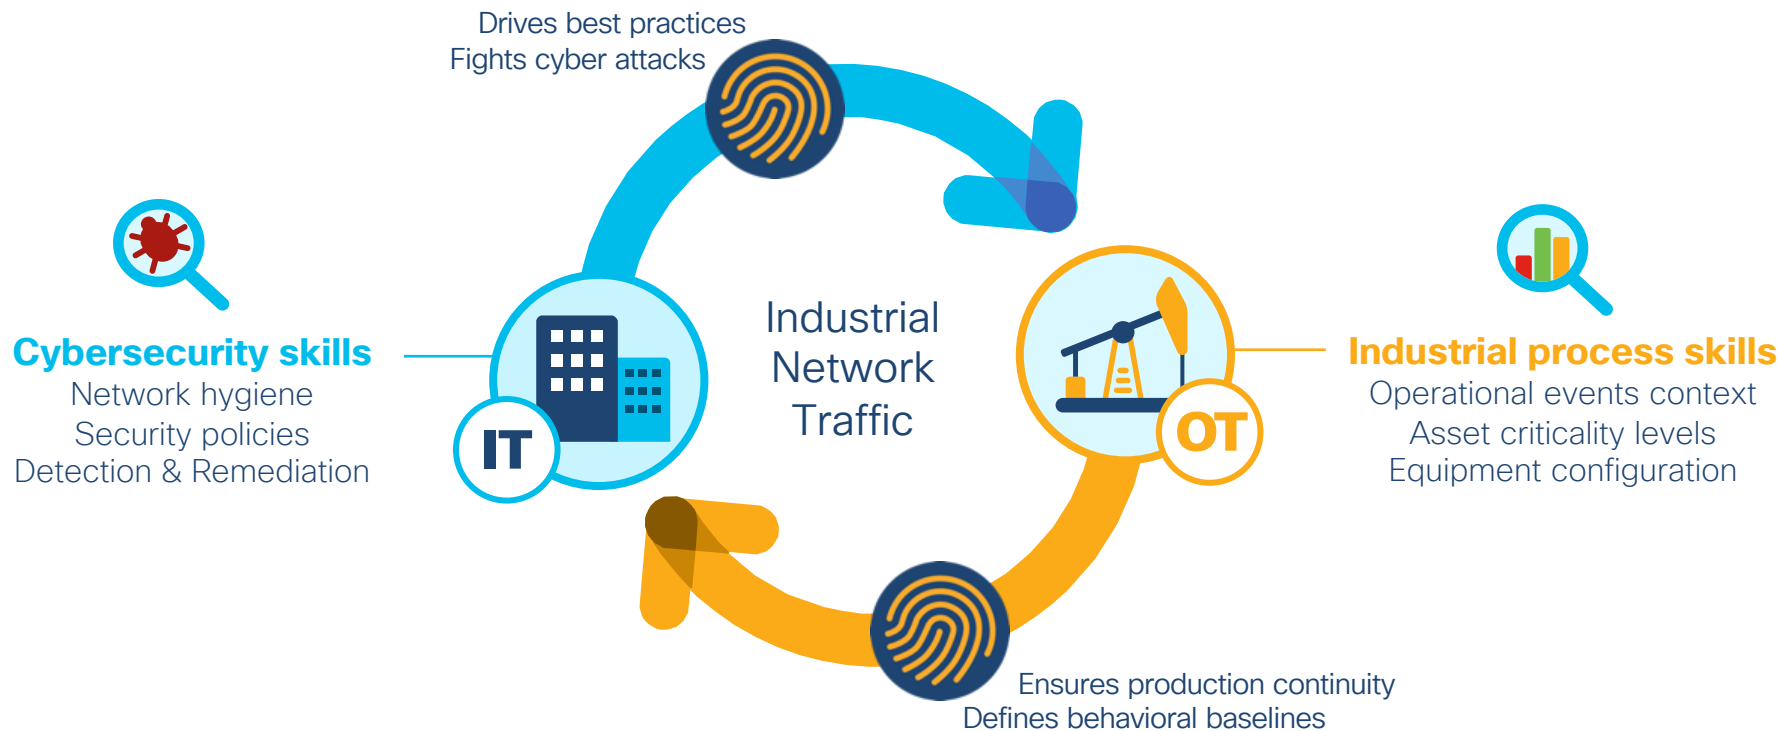 Drives best practices
Fights cyber attacks
Cybersecurity skills
Network hygiene
Security policies
Detection & Remediation
IT
Industrial
Network
Traffic
OT
Industrial process skills
Operational events context
Asset criticality levels
Equipment configuration
Ensures production continuity
Defines behavioral baselines